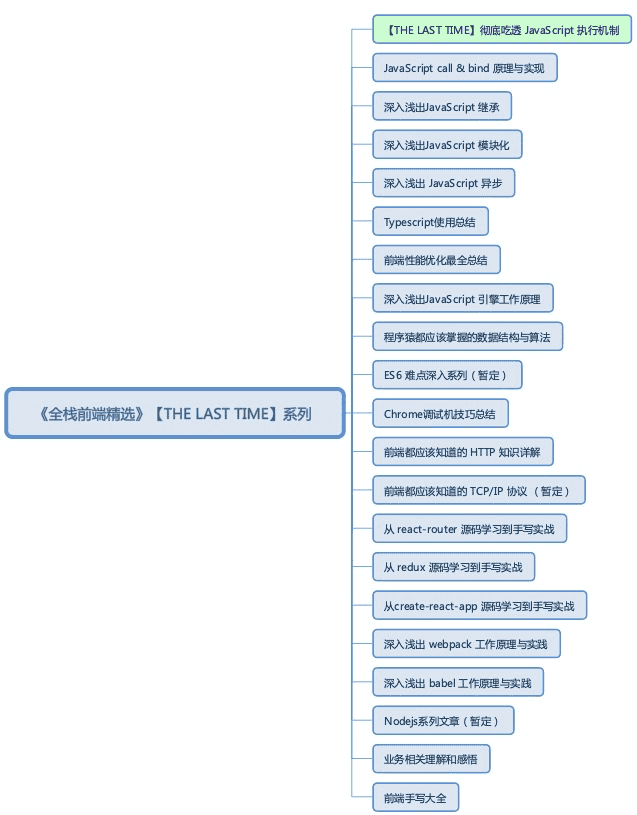 【THE LAST TIME】彻底吃透 JavaScript 执行机制
JavaScript call & bind 原理与实现
深入浅出JavaScript 继承
深入浅出JavaScript 模块化
深入浅出 JavaScript 异步
Typescript使用总结
前端性能优化最全总结
深入浅出JavaScript 引擎工作原理
程序猿都应该掌握的数据结构与算法
ES6 难点深入系列（暂定）
《全栈前端精选》【THE LAST TIME】系列
Chrome调试机技巧总结
前端都应该知道的 HTTP 知识详解
前端都应该知道的 TCP/IP 协议 （暂定）
从 react-router 源码学习到手写实战
从 redux 源码学习到手写实战
从create-react-app 源码学习到手写实战
深入浅出 webpack 工作原理与实践
深入浅出 babel 工作原理与实践
Nodejs系列文章（暂定）
业务相关理解和感悟
前端手写大全